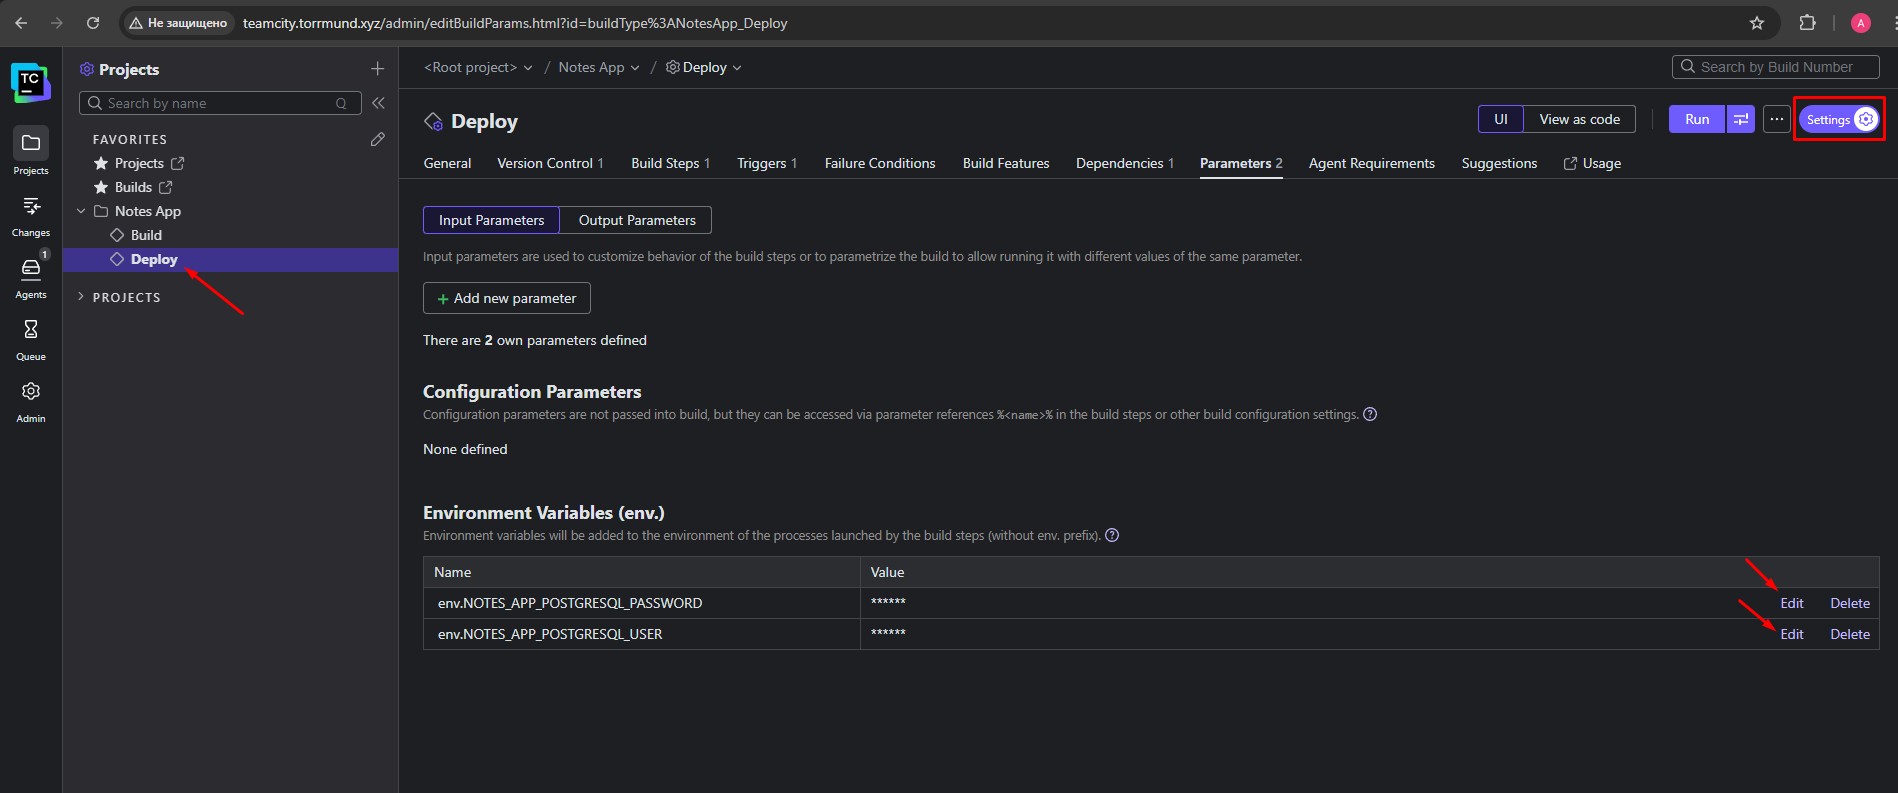 Не защищено teamcity.torrmund.xyz/admin/editBuildParams.html?id=buildType%3ANotesApp_Deploy
A
TC
Projects
Changes
1
Agents
Queue
Admin
Projects
Search by name Q
FAVORITES
Projects
Builds
Notes App
Build
Deploy
PROJECTS
<Root project> / Notes App / Deploy
Search by Build Number
Deploy
UI View as code Run ... Settings
General Version Control 1 Build Steps 1 Triggers 1 Failure Conditions Build Features Dependencies 1 Parameters 2 Agent Requirements Suggestions Usage
Input Parameters Output Parameters
Input parameters are used to customize behavior of the build steps or to parametrize the build to allow running it with different values of the same parameter.
+ Add new parameter
There are 2 own parameters defined
Configuration Parameters
Configuration parameters are not passed into build, but they can be accessed via parameter references %<name>% in the build steps or other build configuration settings. ?
None defined
Environment Variables (env.)
Environment variables will be added to the environment of the processes launched by the build steps (without env. prefix). ?
Name Value
env.NOTES_APP_POSTGRESQL_PASSWORD ****** Edit Delete
env.NOTES_APP_POSTGRESQL_USER ****** Edit Delete